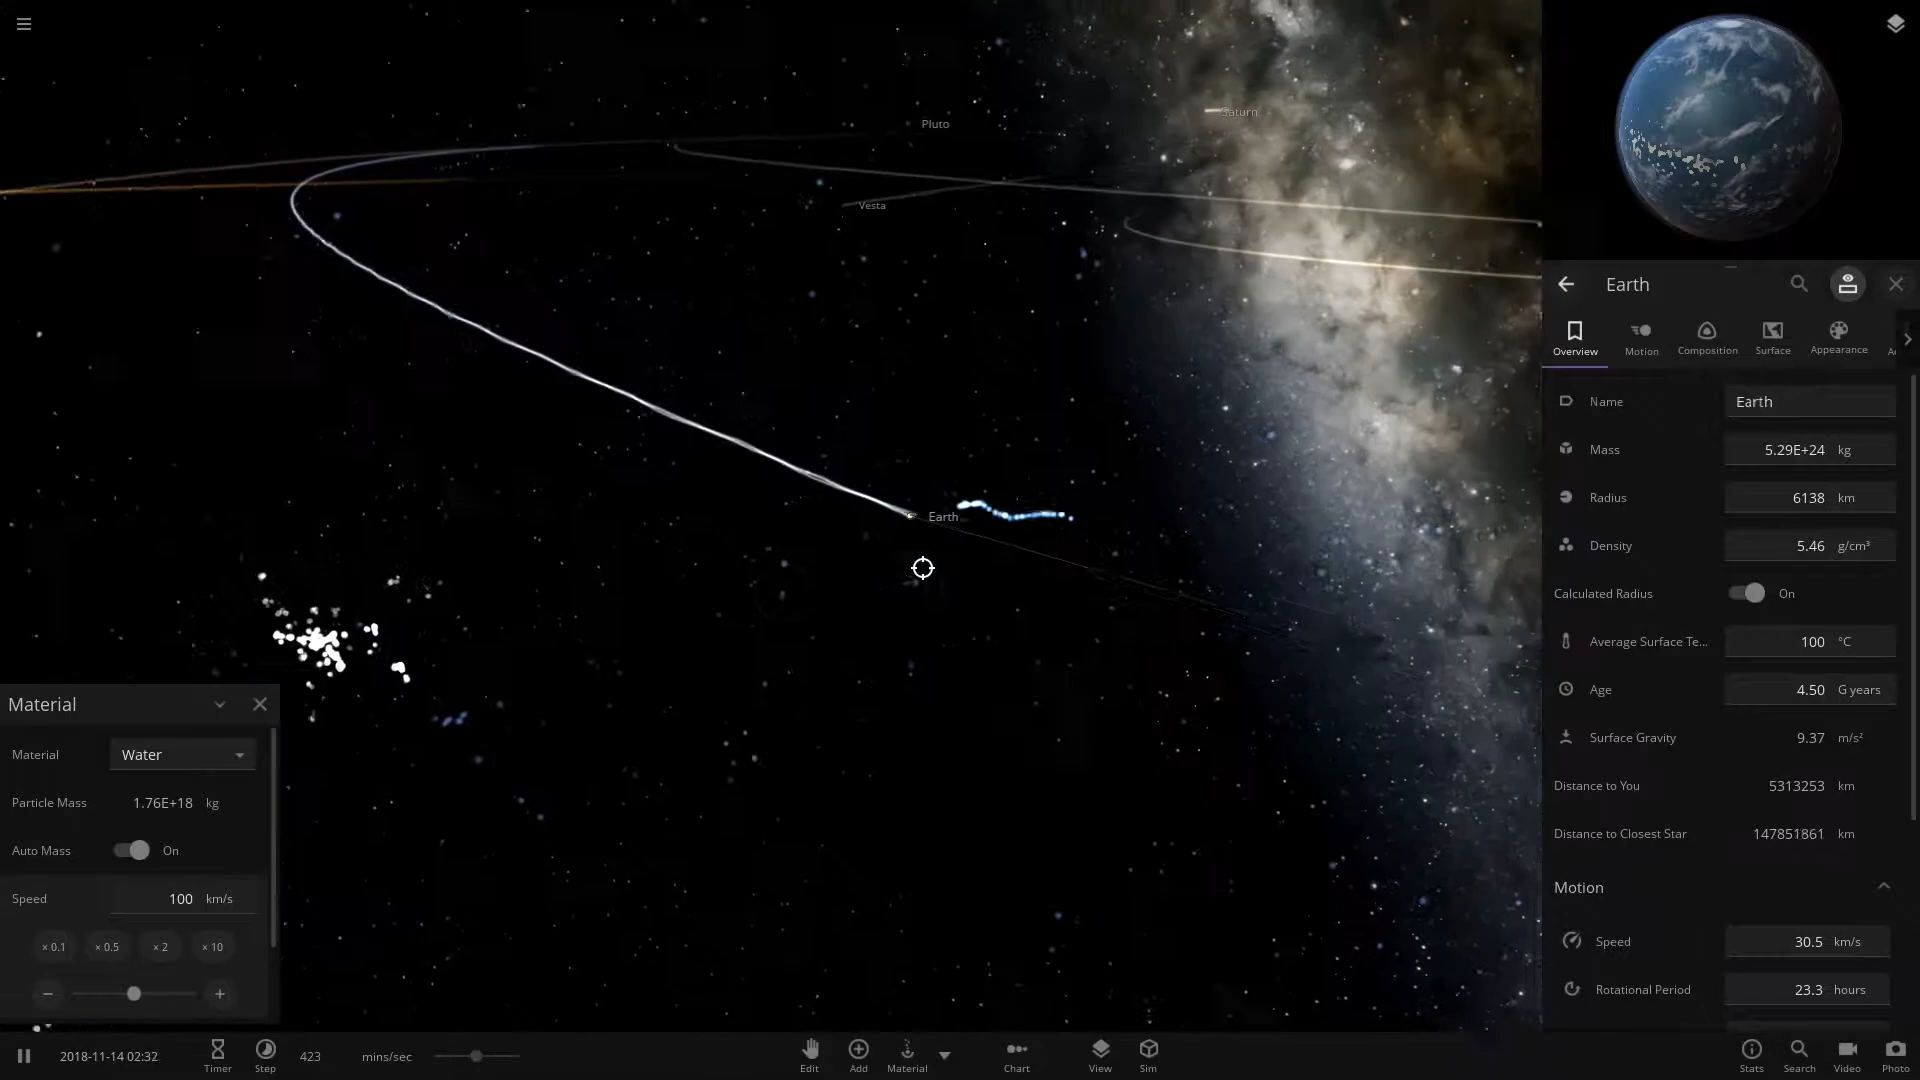 Pluto
Saturn
Vesta
Earth
Earth
Overview
Motion
Composition
Surface
Appearance
Name Earth
Mass 5.29E+24 kg
Radius 6138 km
Density 5.46 g/cm³
Calculated Radius On
Average Surface Te... 100 °C
Age 4.50 G years
Surface Gravity 9.37 m/s²
Distance to You 5313253 km
Distance to Closest Star 147851861 km
Motion
Speed 30.5 km/s
Rotational Period 23.3 hours
Material
Material Water
Particle Mass 1.76E+18 kg
Auto Mass On
Speed 100 km/s
× 0.1 × 0.5 × 2 × 10
2018-11-14 02:32
Timer
Step
423 mins/sec
Edit
Add
Material
Chart
View
Sim
Stats
Search
Video
Photo